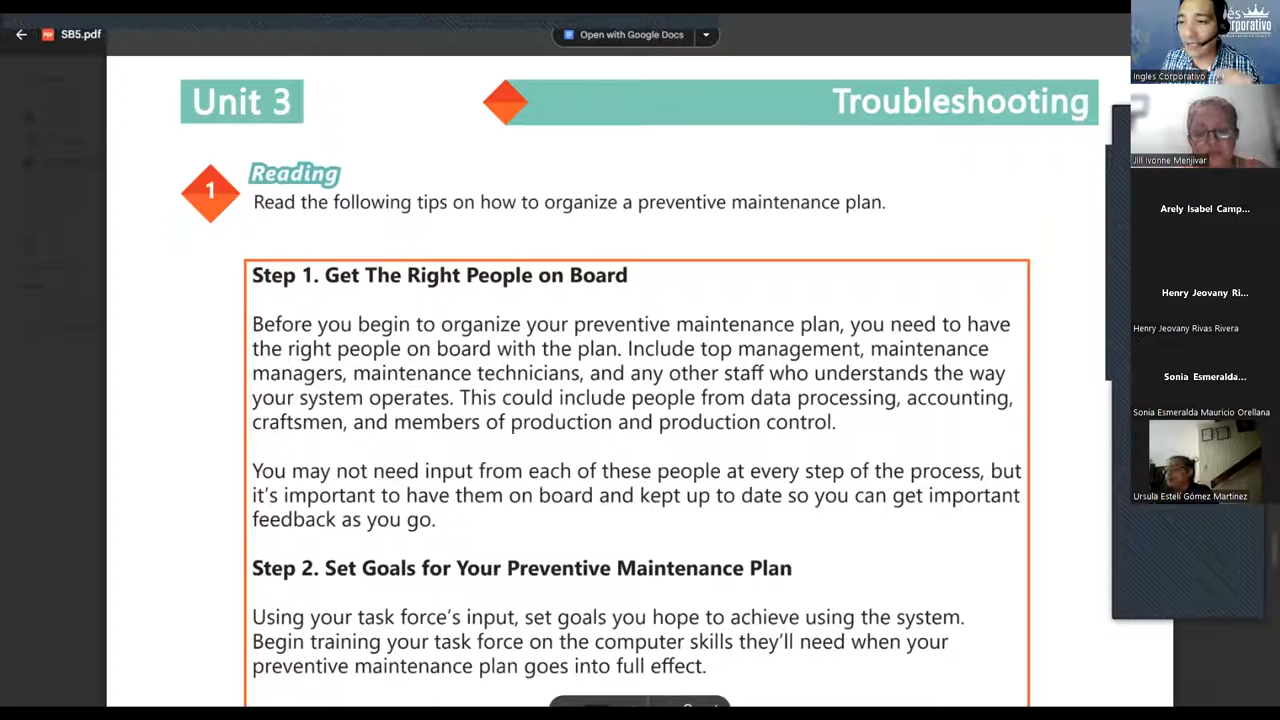 SB5.pdf
Open with Google Docs
Unit 3
Troubleshooting
1
Reading
Read the following tips on how to organize a preventive maintenance plan.
Step 1. Get The Right People on Board
Before you begin to organize your preventive maintenance plan, you need to have
the right people on board with the plan. Include top management, maintenance
managers, maintenance technicians, and any other staff who understands the way
your system operates. This could include people from data processing, accounting,
craftsmen, and members of production and production control.
You may not need input from each of these people at every step of the process, but
it's important to have them on board and kept up to date so you can get important
feedback as you go.
Step 2. Set Goals for Your Preventive Maintenance Plan
Using your task force's input, set goals you hope to achieve using the system.
Begin training your task force on the computer skills they'll need when your
preventive maintenance plan goes into full effect.
Ingles Corporativo
Jill Ivonne Menjivar
Arely Isabel Camp...
Henry Jeovany Ri...
Henry Jeovany Rivas Rivera
Sonia Esmeralda...
Sonia Esmeralda Mauricio Orellana
Ursula Estelí Gómez Martinez